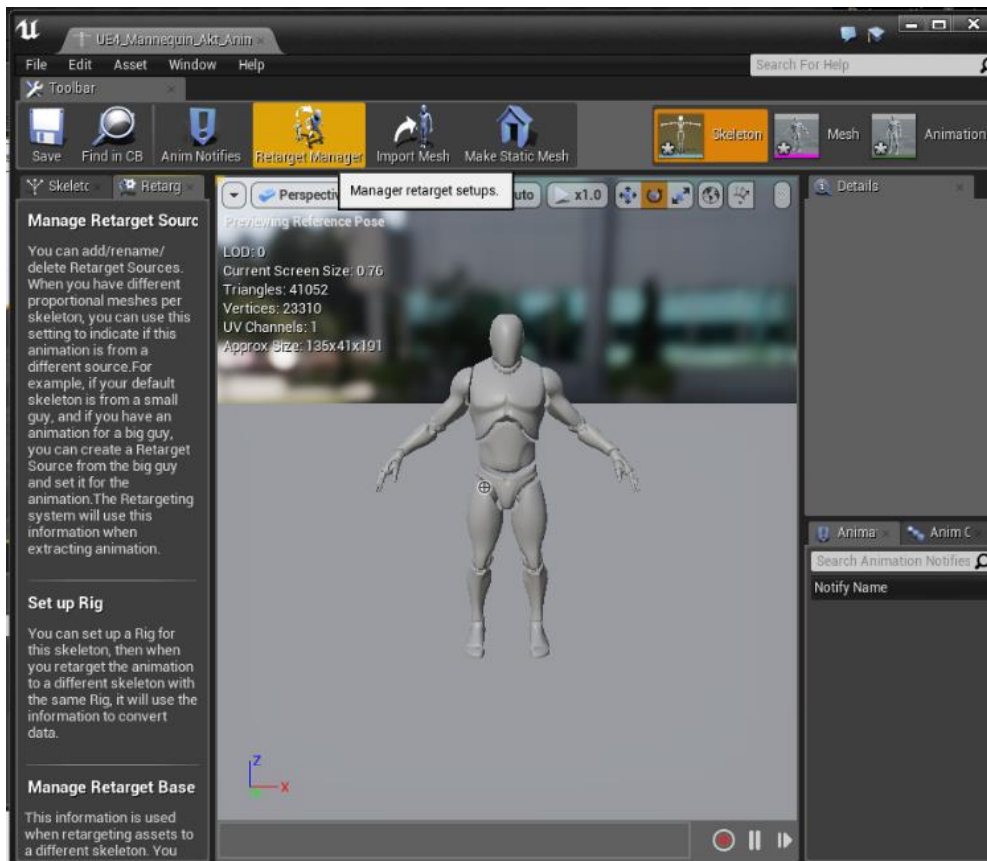 UE4_Mannequin_Akt_Anim
File Edit Asset Window Help
Search For Help
Toolbar
Save
Find in CB
Anim Notifies
Retarget Manager
Import Mesh
Make Static Mesh
Skeleton
Mesh
Animation
Manager retarget setups.
Skeletc
Retarg
Manage Retarget Sourc
You can add/rename/
delete Retarget Sources.
When you have different
proportional meshes per
skeleton, you can use this
setting to indicate if this
animation is from a
different source.For
example, if your default
skeleton is from a small
guy, and if you have an
animation for a big guy,
you can create a Retarget
Source from the big guy
and set it for the
animation.The Retargeting
system will use this
information when
extracting animation.
Set up Rig
You can set up a Rig for
this skeleton, then when
you retarget the animation
to a different skeleton with
the same Rig, it will use the
information to convert
data.
Manage Retarget Base
This information is used
when retargeting assets to
a different skeleton. You
Perspectiv
uto
x1.0
Previewing Reference Pose
LOD: 0
Current Screen Size: 0.76
Triangles: 41052
Vertices: 23310
UV Channels: 1
Approx Size: 135x41x191
Z
X
Details
Anima
Anim C
Search Animation Notifies
Notify Name